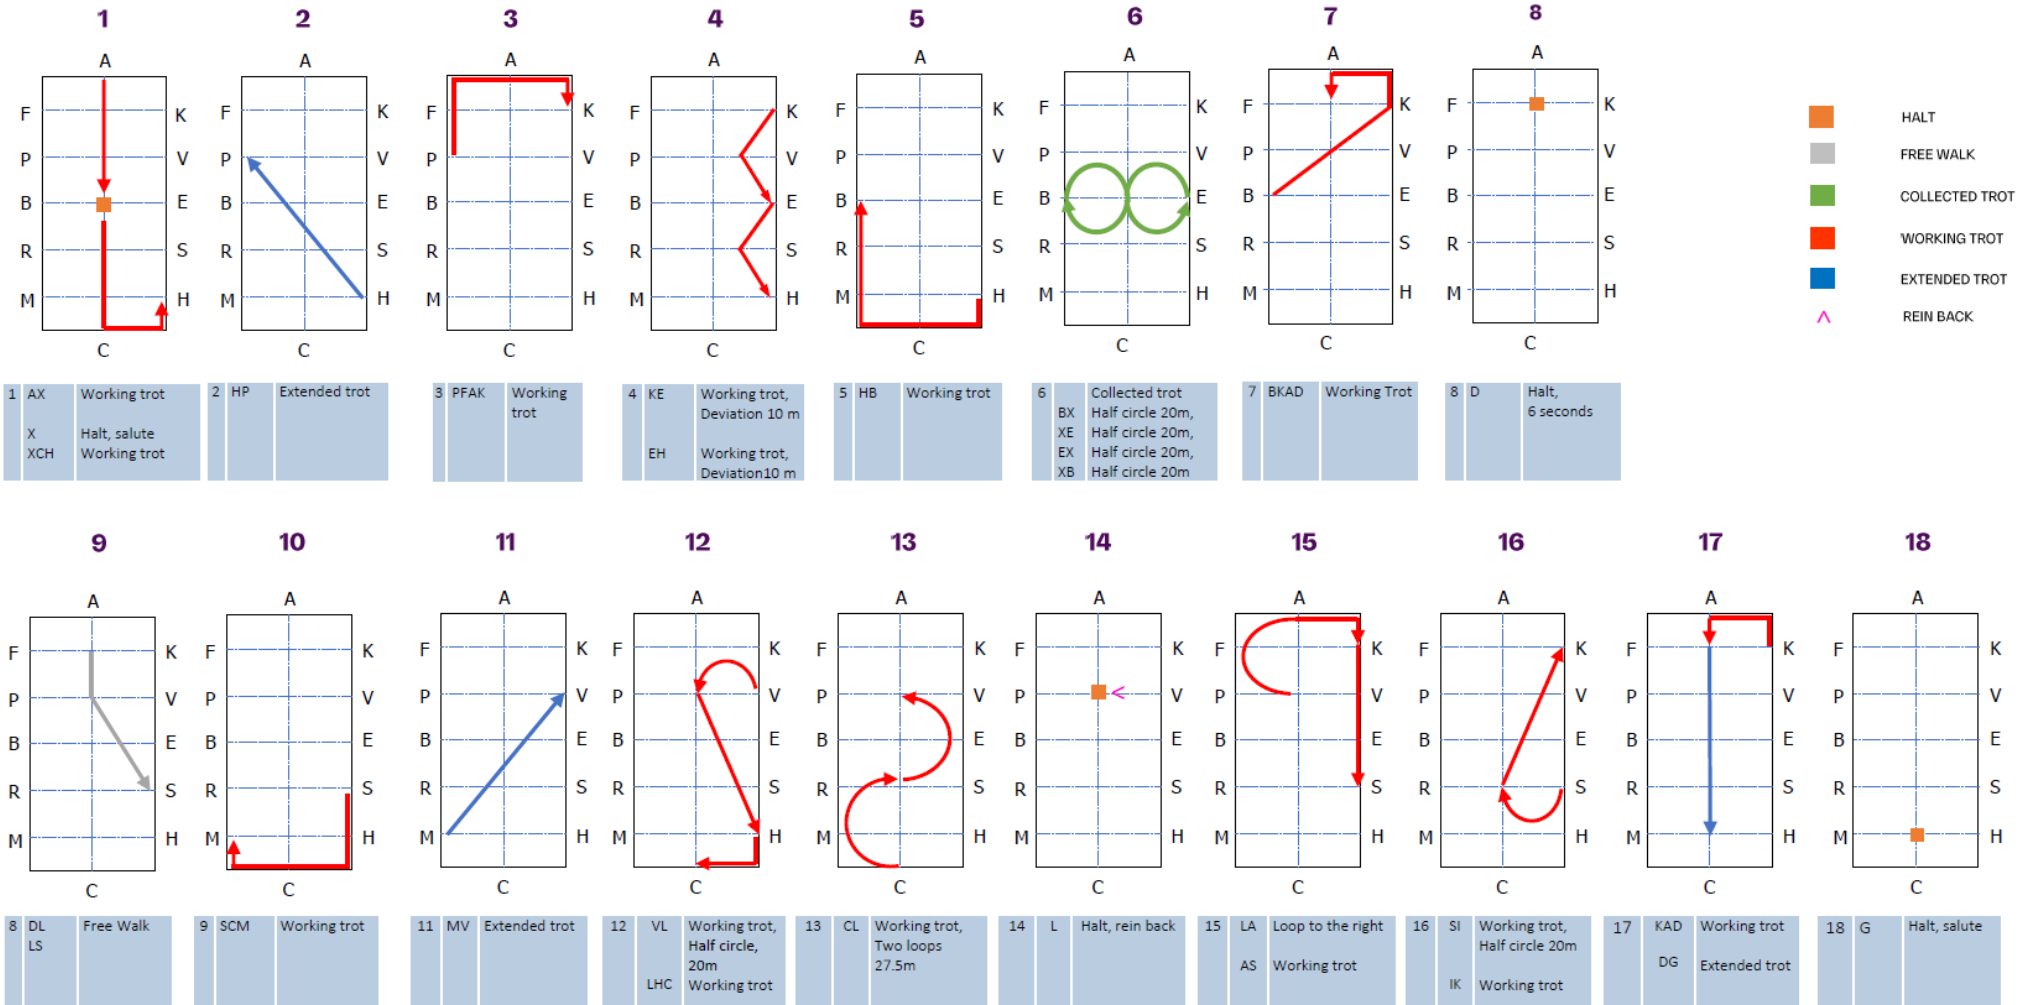 1 2 3 4 5 6 7 8
A A A A A A A A
F K F K F K F K F K F K F K F K
P V P V P V P V P V P V P V P V
B E B E B E B E B E B E B E B E
R S R S R S R S R S R S R S R S
M H M H M H M H M H M H M H M H
C C C C C C C C
HALT
FREE WALK
COLLECTED TROT
WORKING TROT
EXTENDED TROT
< REIN BACK
1 AX Working trot
X Halt, salute
XCH Working trot
2 HP Extended trot
3 PFAK Working
trot
4 KE Working trot,
Deviation 10 m
EH Working trot,
Deviation10 m
5 HB Working trot
6 Collected trot
BX Half circle 20m,
XE Half circle 20m,
EX Half circle 20m,
XB Half circle 20m
7 BKAD Working Trot
8 D Halt,
6 seconds
9 10 11 12 13 14 15 16 17 18
A A A A A A A A A A
F K F K F K F K F K F K F K F K F K F K
P V P V P V P V P V P < V P V P V P V P V
B E B E B E B E B E B E B E B E B E B E
R S R S R S R S R S R S R S R S R S R S
M H M H M H M H M H M H M H M H M H M H
C C C C C C C C C C
8 DL Free Walk
LS
9 SCM Working trot
11 MV Extended trot
12 VL Working trot,
Half circle,
20m
LHC Working trot
13 CL Working trot,
Two loops
27.5m
14 L Halt, rein back
15 LA Loop to the right
AS Working trot
16 SI Working trot,
Half circle 20m
IK Working trot
17 KAD Working trot
DG Extended trot
18 G Halt, salute